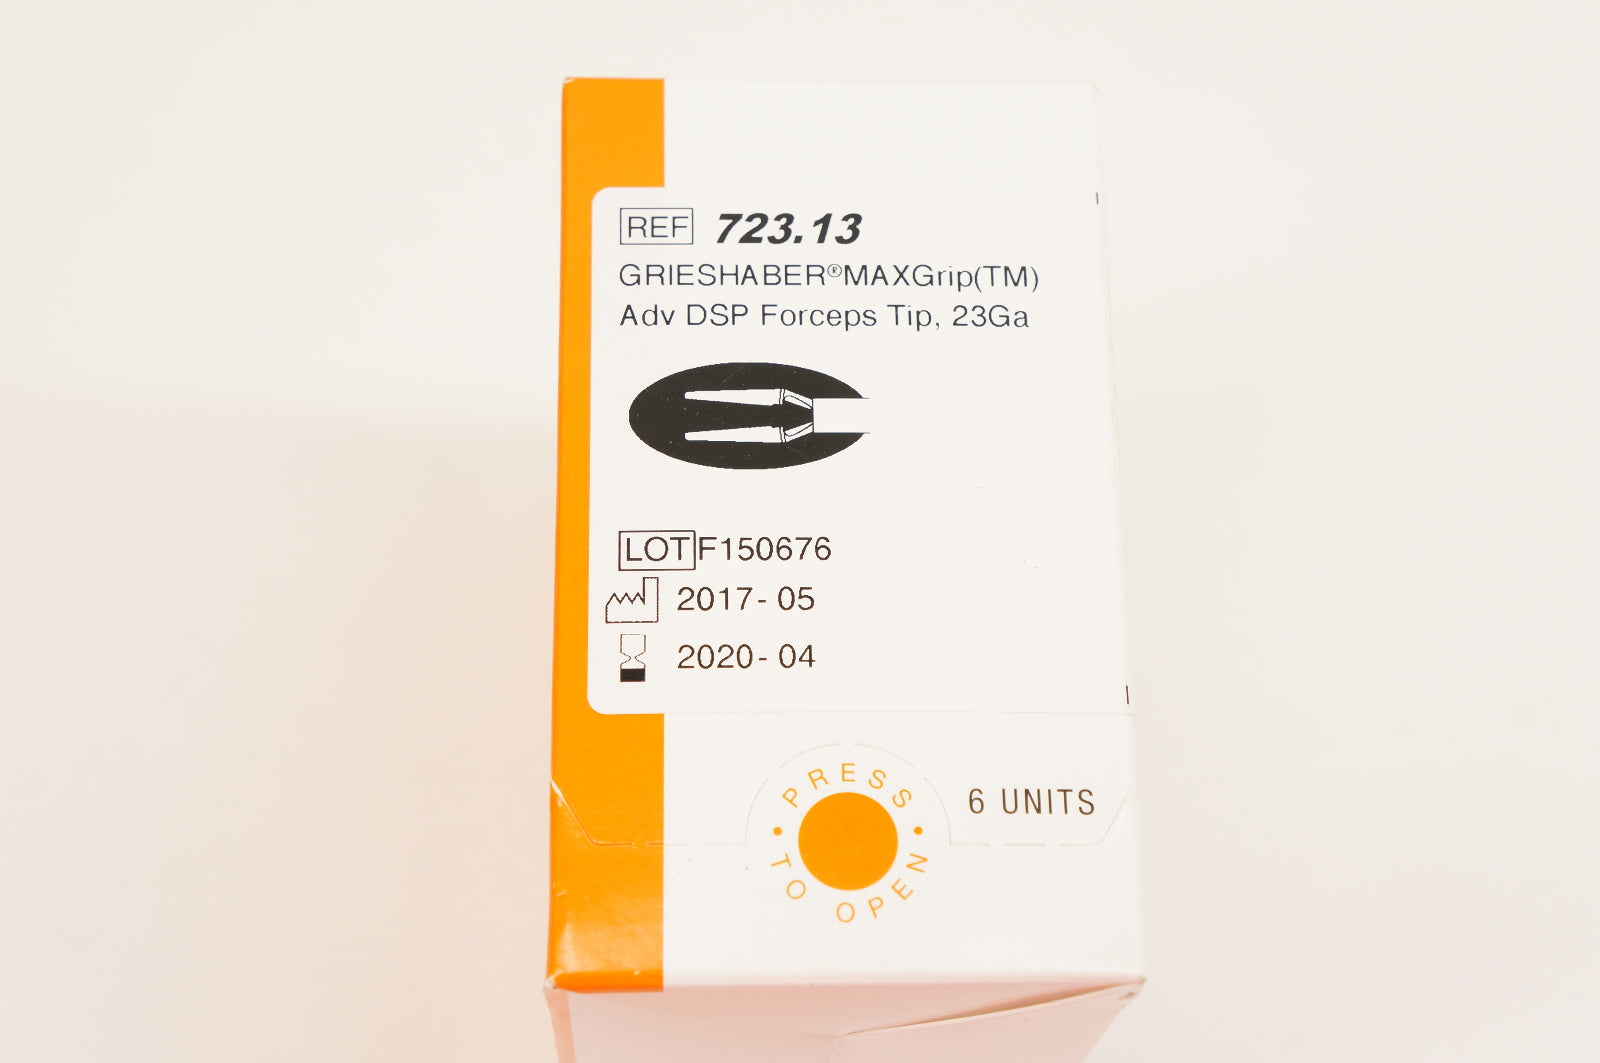 REF 723.13
GRIESHABER®MAXGrip(TM)
Adv DSP Forceps Tip, 23Ga
LOT F150676
2017-05
2020-04
PRESS
• TO OPEN •
6 UNITS